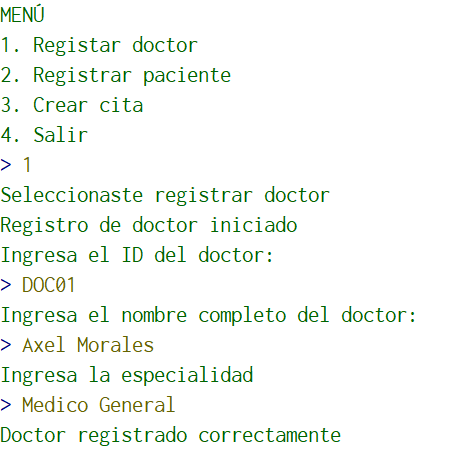 MENÚ
1. Registar doctor
2. Registrar paciente
3. Crear cita
4. Salir
> 1
Seleccionaste registrar doctor
Registro de doctor iniciado
Ingresa el ID del doctor:
> DOC01
Ingresa el nombre completo del doctor:
> Axel Morales
Ingresa la especialidad
> Medico General
Doctor registrado correctamente